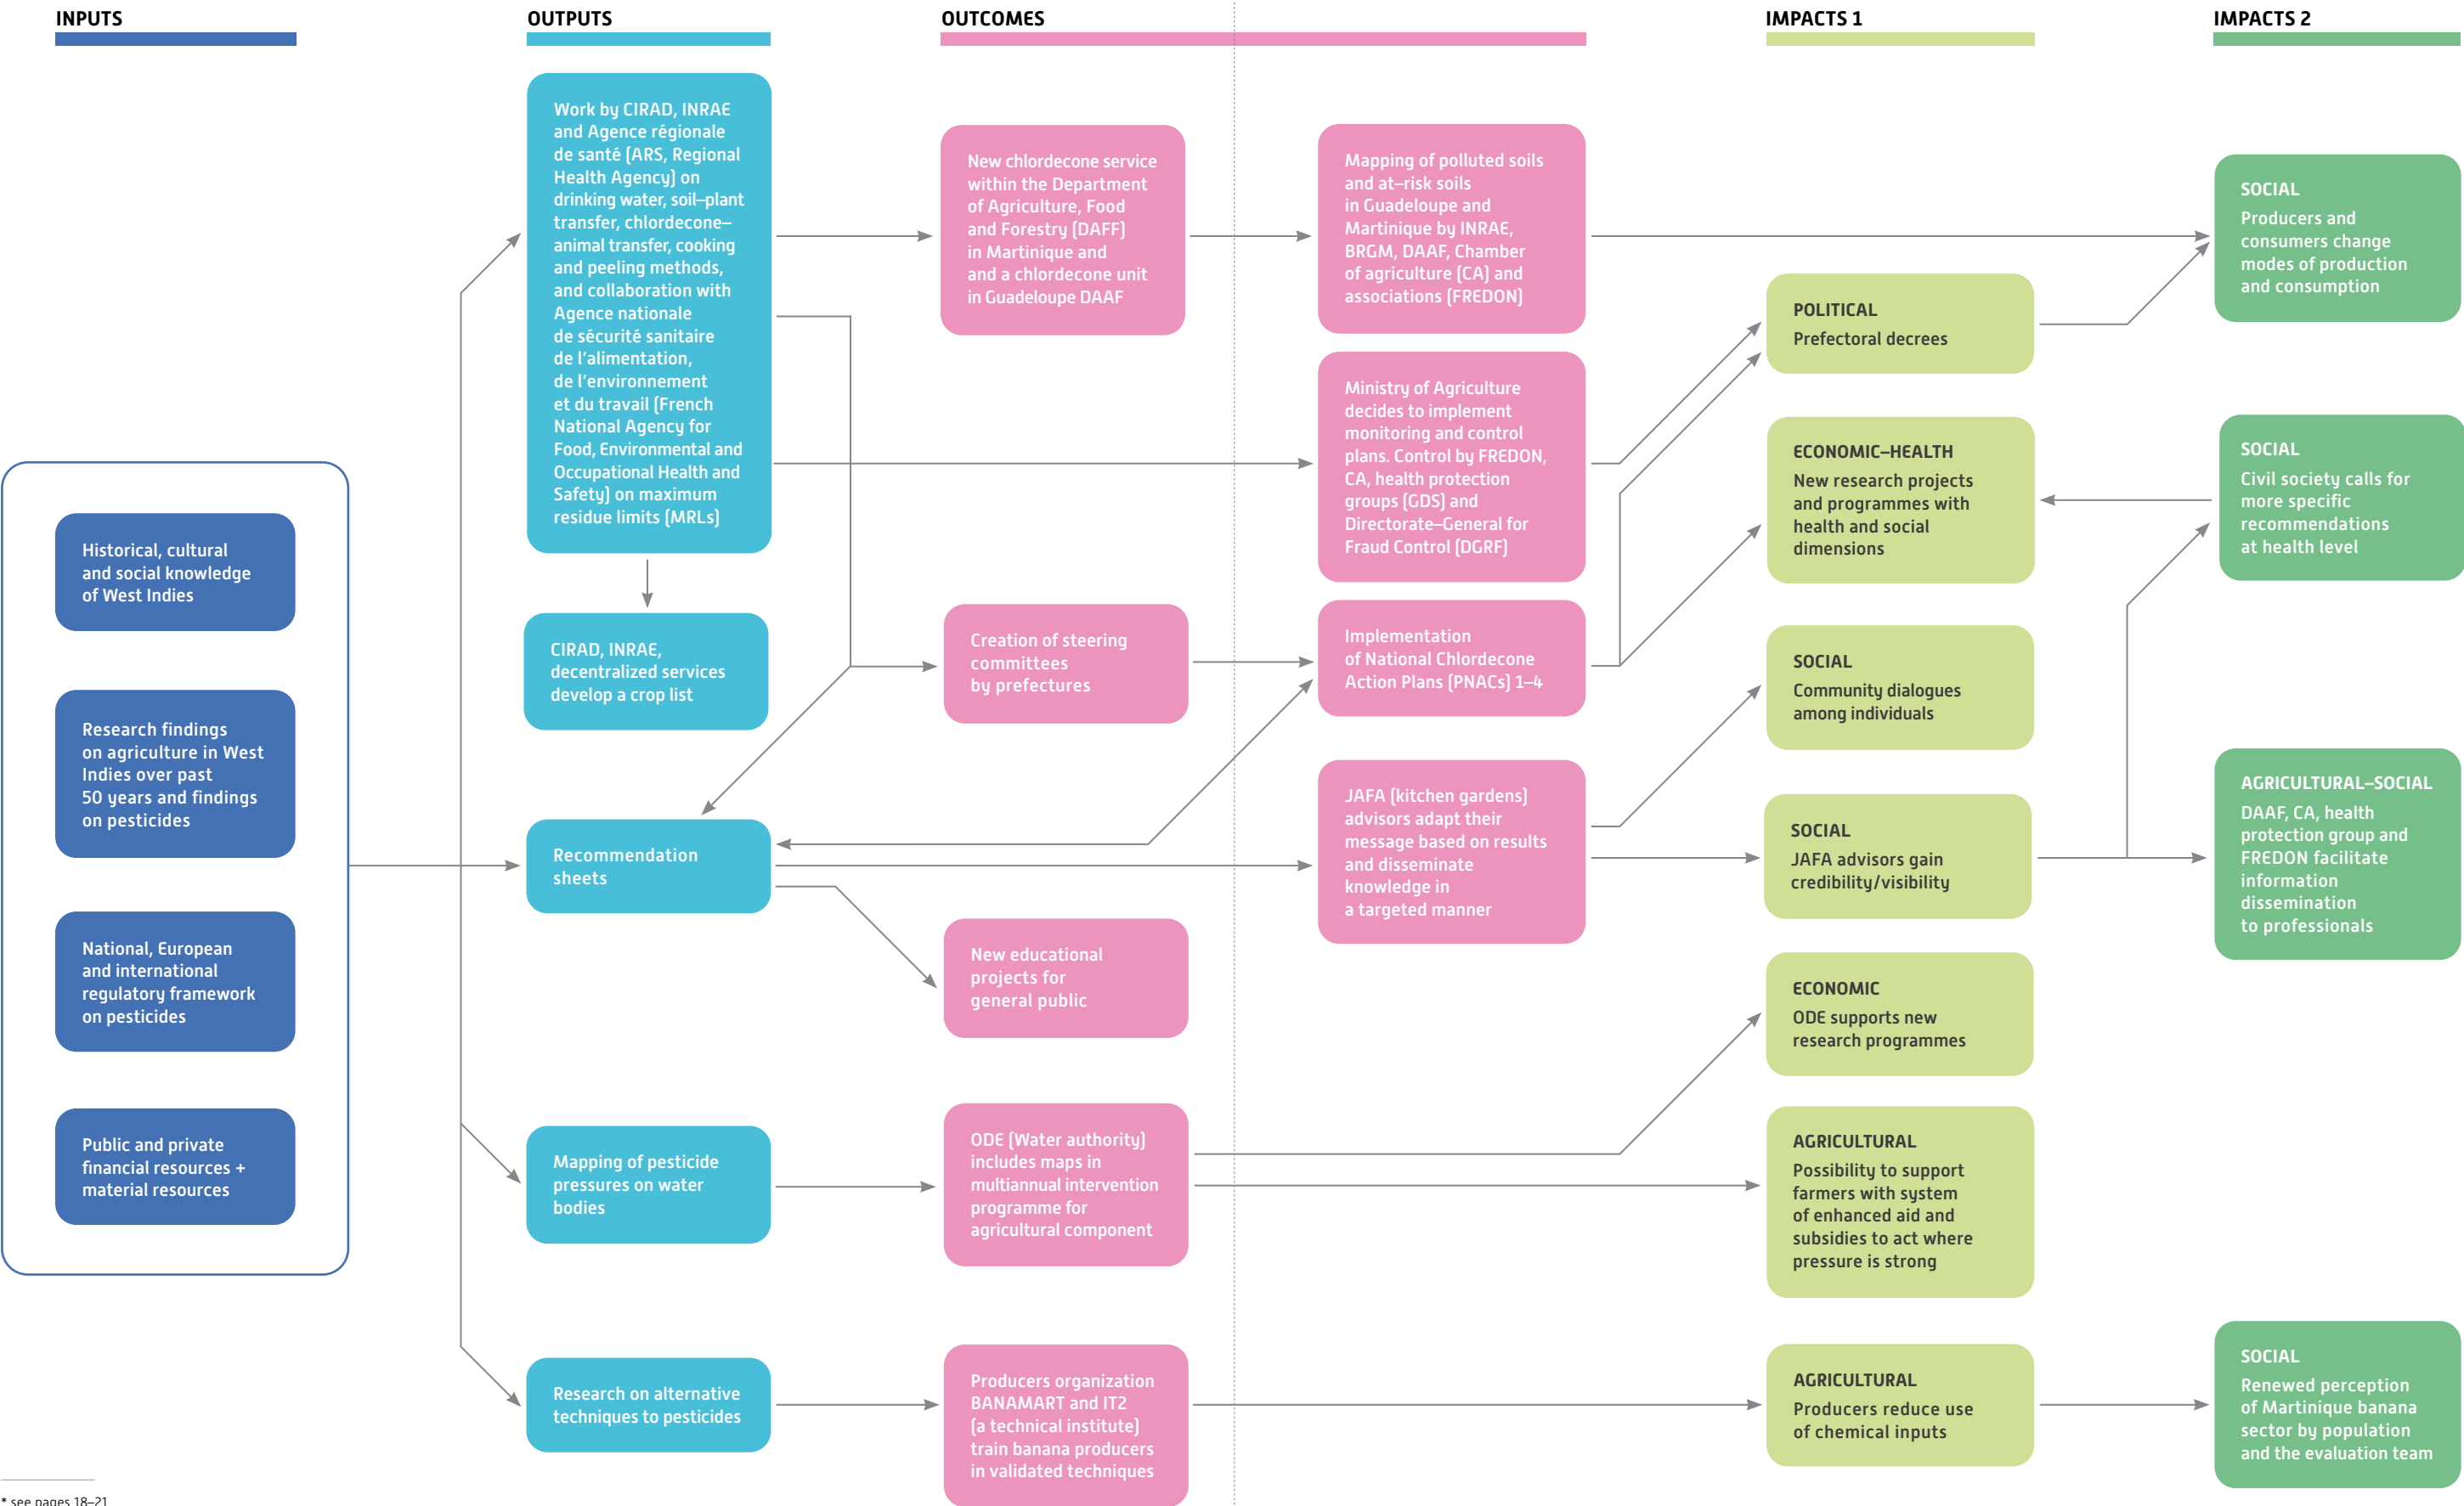 INPUTS
OUTPUTS
OUTCOMES
IMPACTS 1
IMPACTS 2
Historical, cultural
and social knowledge
of West Indies
Research findings
on agriculture in West
Indies over past
50 years and findings
on pesticides
National, European
and international
regulatory framework
on pesticides
Public and private
financial resources +
material resources
Work by CIRAD, INRAE
and Agence régionale
de santé (ARS, Regional
Health Agency) on
drinking water, soil–plant
transfer, chlordecone–
animal transfer, cooking
and peeling methods,
and collaboration with
Agence nationale
de sécurité sanitaire
de l'alimentation,
de l'environnement
et du travail (French
National Agency for
Food, Environmental and
Occupational Health and
Safety) on maximum
residue limits (MRLs)
CIRAD, INRAE,
decentralized services
develop a crop list
Recommendation
sheets
Mapping of pesticide
pressures on water
bodies
Research on alternative
techniques to pesticides
New chlordecone service
within the Department
of Agriculture, Food
and Forestry (DAFF)
in Martinique and
and a chlordecone unit
in Guadeloupe DAAF
Creation of steering
committees
by prefectures
New educational
projects for
general public
ODE (Water authority)
includes maps in
multiannual intervention
programme for
agricultural component
Producers organization
BANAMART and IT2
(a technical institute)
train banana producers
in validated techniques
Mapping of polluted soils
and at–risk soils
in Guadeloupe and
Martinique by INRAE,
BRGM, DAAF, Chamber
of agriculture (CA) and
associations (FREDON)
Ministry of Agriculture
decides to implement
monitoring and control
plans. Control by FREDON,
CA, health protection
groups (GDS) and
Directorate–General for
Fraud Control (DGRF)
Implementation
of National Chlordecone
Action Plans (PNACs) 1–4
JAFA (kitchen gardens)
advisors adapt their
message based on results
and disseminate
knowledge in
a targeted manner
POLITICAL
Prefectoral decrees
ECONOMIC–HEALTH
New research projects
and programmes with
health and social
dimensions
SOCIAL
Community dialogues
among individuals
SOCIAL
JAFA advisors gain
credibility/visibility
ECONOMIC
ODE supports new
research programmes
AGRICULTURAL
Possibility to support
farmers with system
of enhanced aid and
subsidies to act where
pressure is strong
AGRICULTURAL
Producers reduce use
of chemical inputs
SOCIAL
Producers and
consumers change
modes of production
and consumption
SOCIAL
Civil society calls for
more specific
recommendations
at health level
AGRICULTURAL–SOCIAL
DAAF, CA, health
protection group and
FREDON facilitate
information
dissemination
to professionals
SOCIAL
Renewed perception
of Martinique banana
sector by population
and the evaluation team
* see pages 18–21